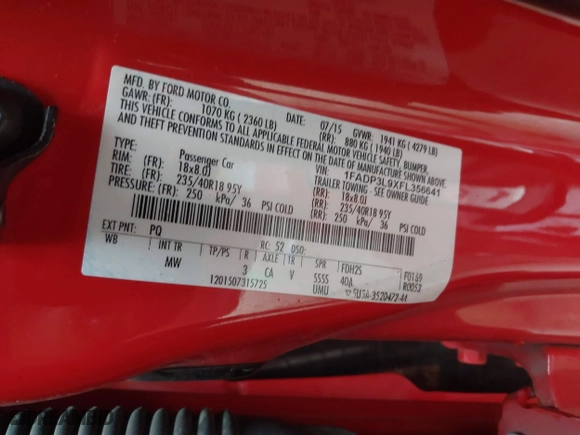 MFD. BY FORD MOTOR CO.
DATE: 07/15 GVWR: 1941 KG ( 4279 LB)
GAWR: (FR): 1070 KG ( 2360 LB) (RR) 880 KG ( 1940 LB)
THIS VEHICLE CONFORMS TO ALL APPLICABLE FEDERAL MOTOR VEHICLE SAFETY, BUMPER,
AND THEFT PREVENTION STANDARDS IN EFFECT ON THE DATE OF MANUFACTURE SHOWN ABOVE.
VIN: 1FADP3L9XFL356641
TYPE: Passenger Car TRAILER TOWING - SEE OWNERS GUIDE
RIM: (FR): 18x8.0J (RR): 18x8.0J
TIRE: (FR): 235/40R18 95Y (RR): 235/40R18 95Y
PRESSURE: (FR): 250 kPa/ 36 PSI COLD (RR): 250 kPa/ 36 PSI COLD
EXT PNT: PQ RC: 52 DSO:
WB INT TR TP/PS R AXLE TR SPR FDH25 F0169
MW 3 CA V SSSS 40A R0053
1201507315725 UMU